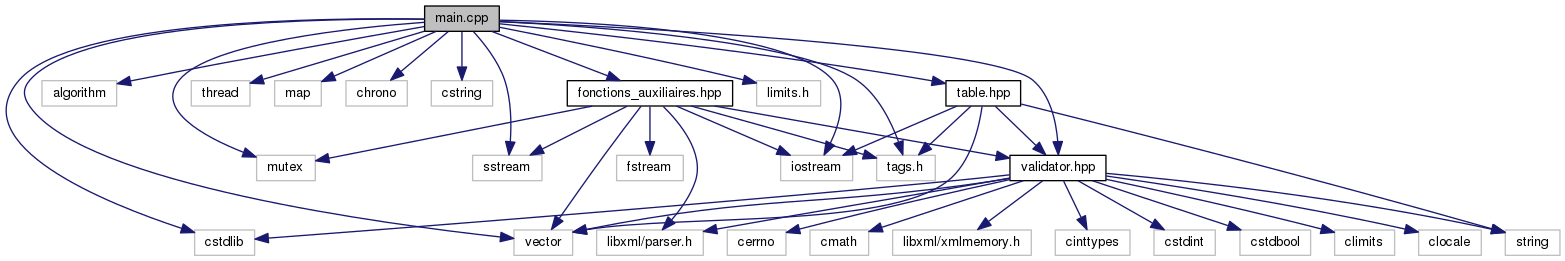 main.cpp
algorithm
thread
map
chrono
cstring
fonctions_auxiliaires.hpp
limits.h
table.hpp
mutex
sstream
fstream
iostream
tags.h
validator.hpp
cstdlib
vector
libxml/parser.h
cerrno
cmath
libxml/xmlmemory.h
cinttypes
cstdint
cstdbool
climits
clocale
string